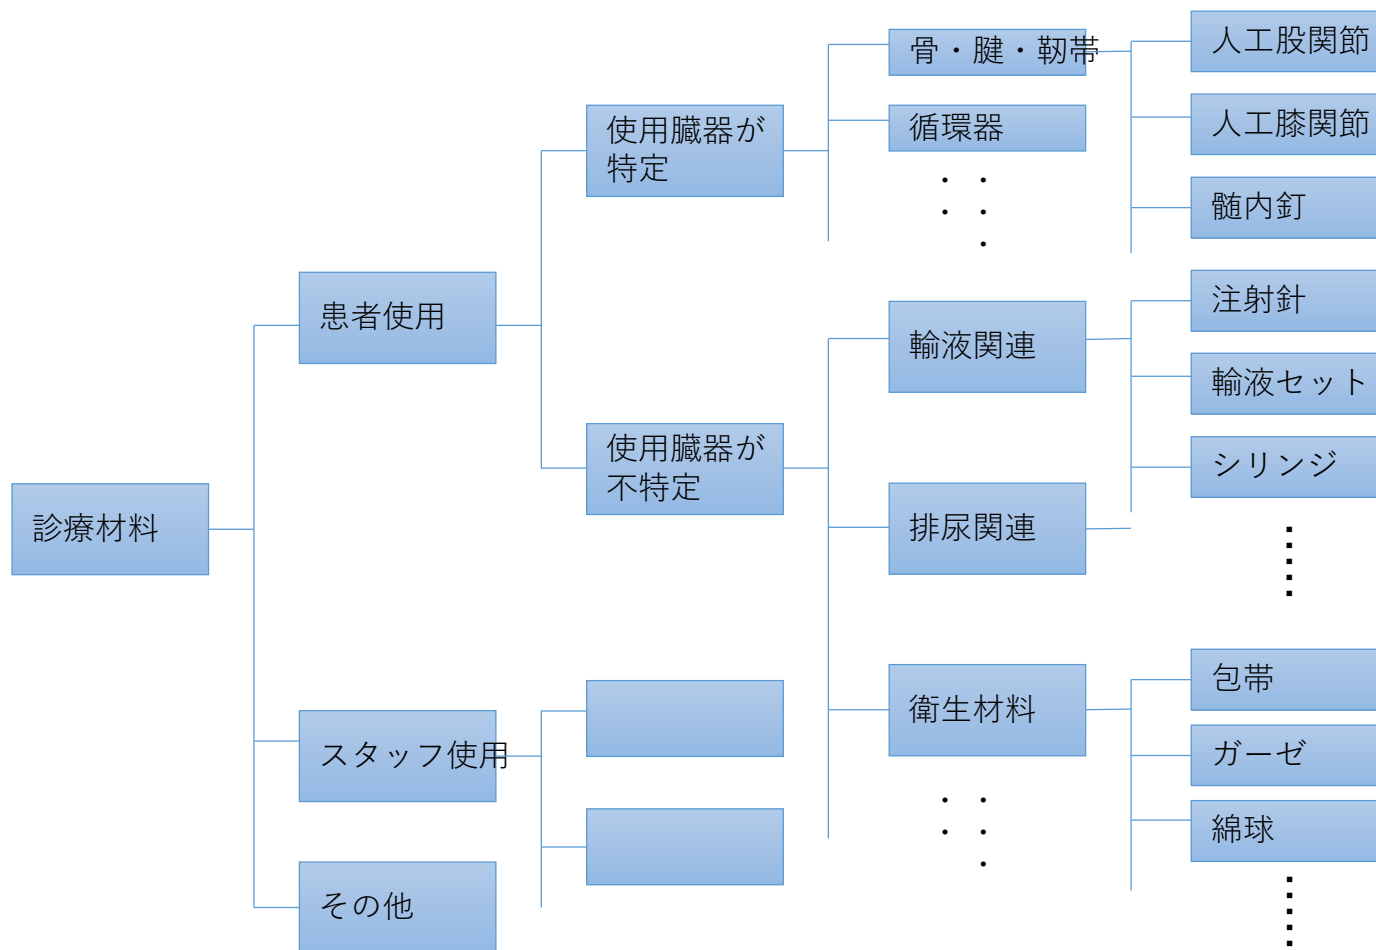 診療材料
患者使用
スタッフ使用
その他
使用臓器が
特定
使用臓器が
不特定
骨・腱・靭帯
循環器
輸液関連
排尿関連
衛生材料
人工股関節
人工膝関節
髄内釘
注射針
輸液セット
シリンジ
包帯
ガーゼ
綿球